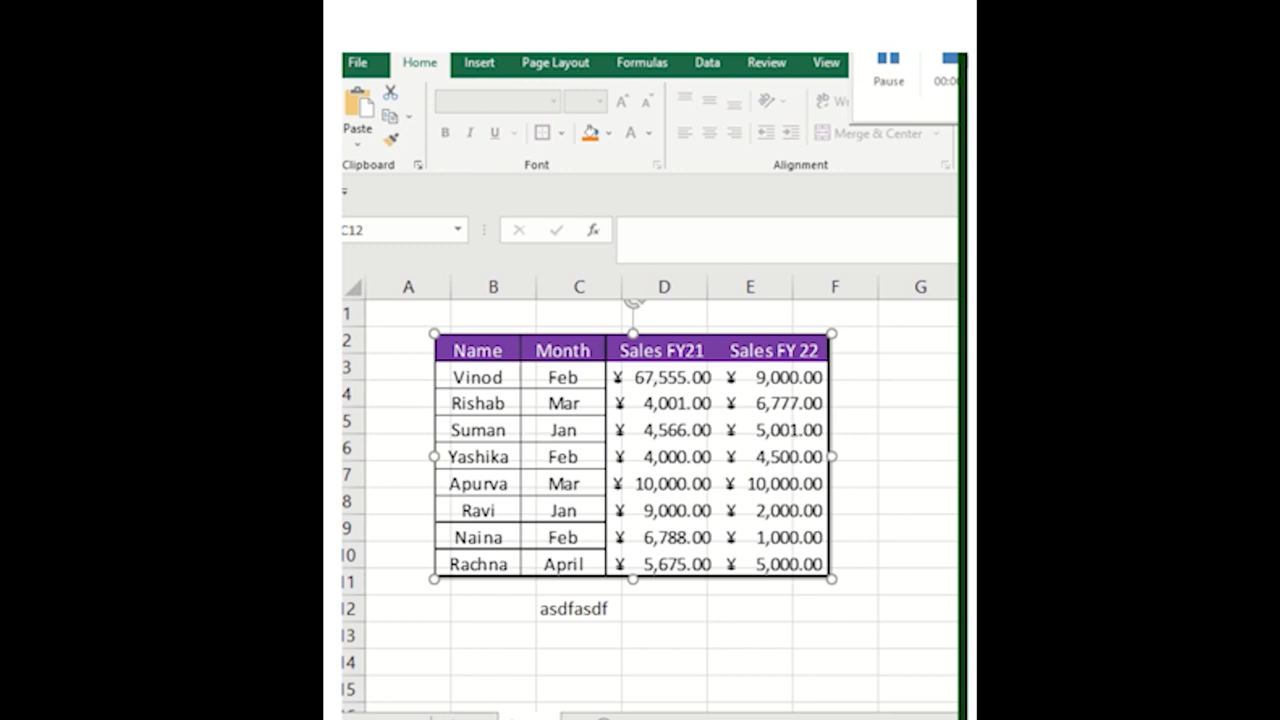 File Home Insert Page Layout Formulas Data Review View
Pause
Paste
B I U A Merge & Center
Clipboard Font Alignment
C12 fx
A B C D E F G
1
2 Name Month Sales FY21 Sales FY 22
3 Vinod Feb ¥ 67,555.00 ¥ 9,000.00
4 Rishab Mar ¥ 4,001.00 ¥ 6,777.00
5 Suman Jan ¥ 4,566.00 ¥ 5,001.00
6 Yashika Feb ¥ 4,000.00 ¥ 4,500.00
7 Apurva Mar ¥ 10,000.00 ¥ 10,000.00
8 Ravi Jan ¥ 9,000.00 ¥ 2,000.00
9 Naina Feb ¥ 6,788.00 ¥ 1,000.00
10 Rachna April ¥ 5,675.00 ¥ 5,000.00
11
12 asdfasdf
13
14
15